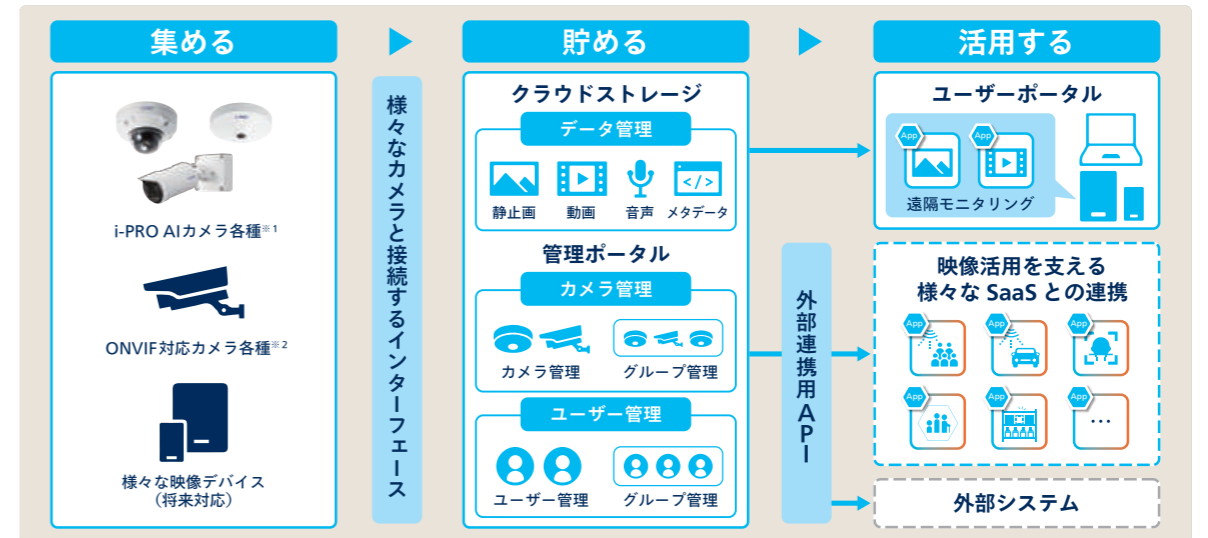 集める
i-PRO AIカメラ各種※1
ONVIF対応カメラ各種※2
様々な映像デバイス
(将来対応)
様々なカメラと接続するインターフェース
貯める
クラウドストレージ
データ管理
静止画
動画
音声
</>
メタデータ
管理ポータル
カメラ管理
カメラ管理
グループ管理
ユーザー管理
ユーザー管理
グループ管理
外部連携用API
活用する
ユーザーポータル
App
App
遠隔モニタリング
映像活用を支える
様々な SaaS との連携
App
App
App
App
App
App
…
外部システム